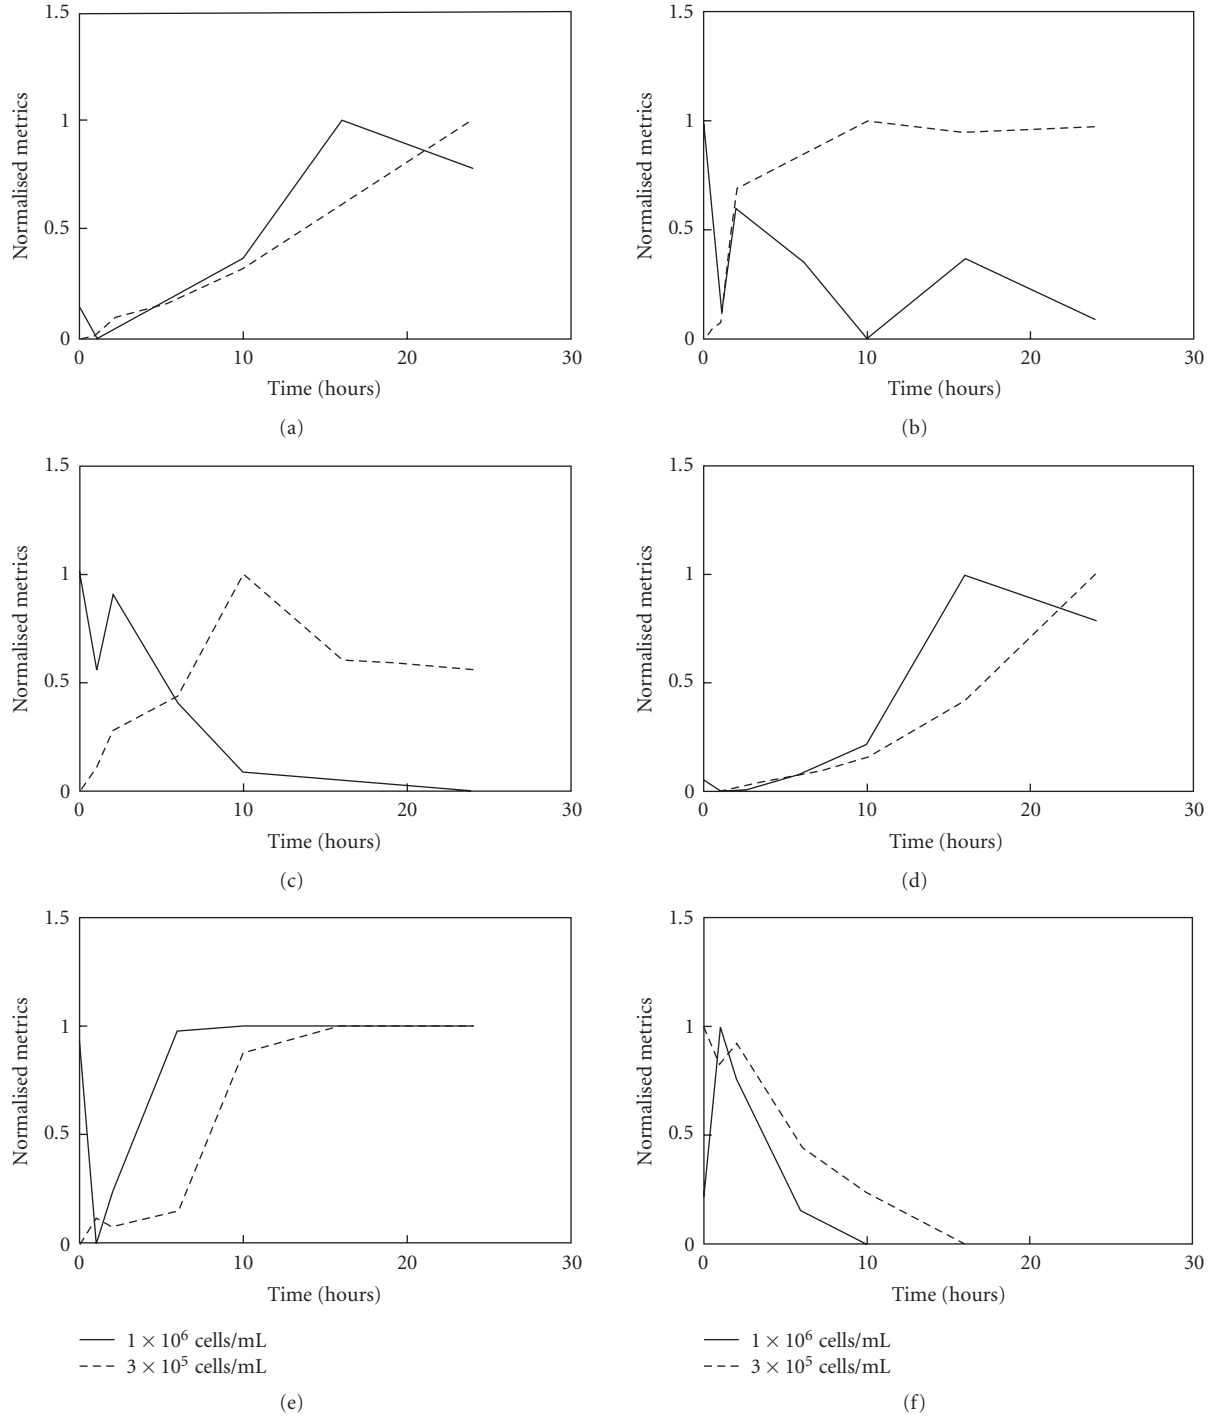 1.5
1
0.5
0
Normalised metrics
0 10 20 30
Time (hours)
(a)
1.5
1
0.5
0
Normalised metrics
0 10 20 30
Time (hours)
(b)
1.5
1
0.5
0
Normalised metrics
0 10 20 30
Time (hours)
(c)
1.5
1
0.5
0
Normalised metrics
0 10 20 30
Time (hours)
(d)
1.5
1
0.5
0
Normalised metrics
0 10 20 30
Time (hours)
1 × 10⁶ cells/mL
3 × 10⁵ cells/mL
(e)
1.5
1
0.5
0
Normalised metrics
0 10 20 30
Time (hours)
1 × 10⁶ cells/mL
3 × 10⁵ cells/mL
(f)